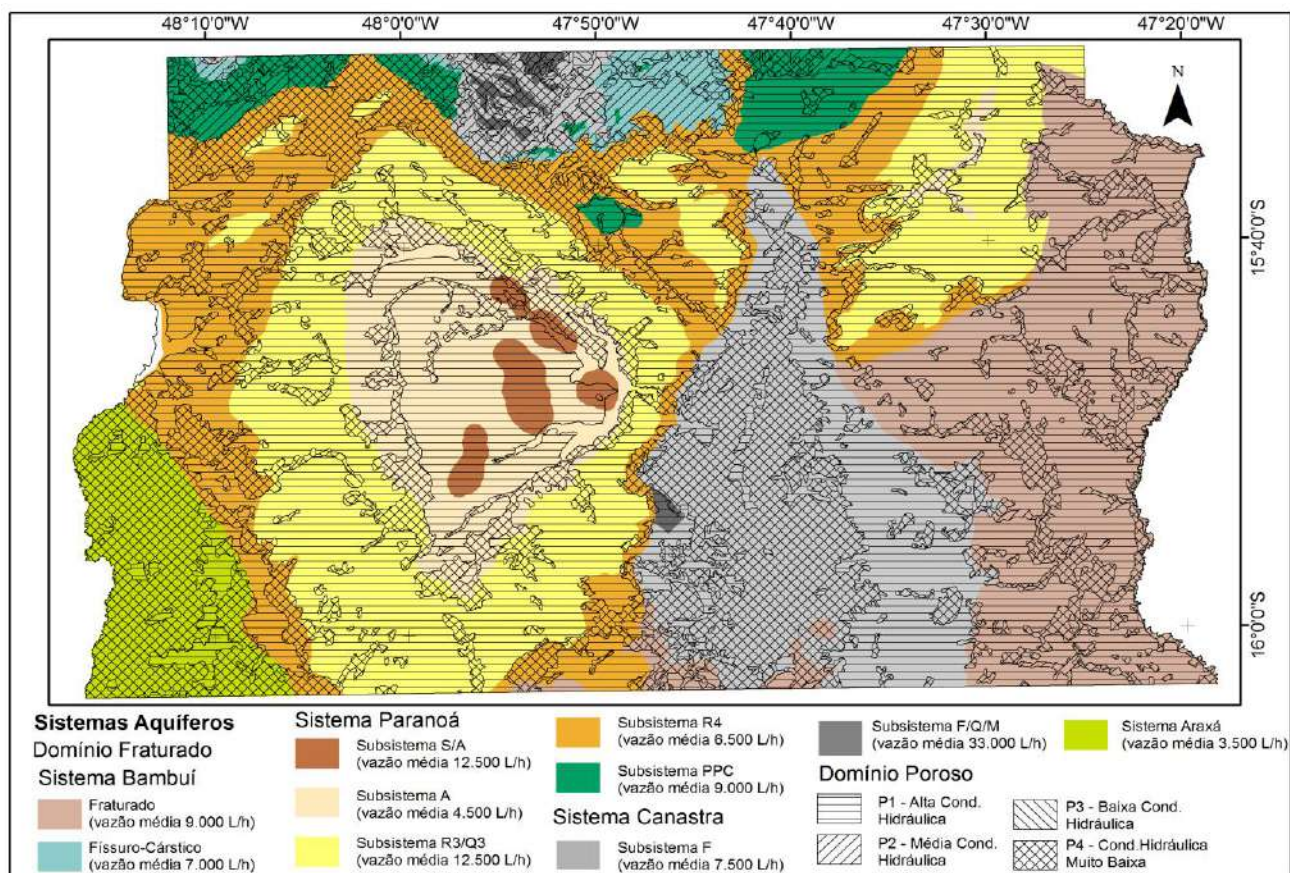 48°10'0"W
48°0'0"W
47°50'0"W
47°40'0"W
47°30'0"W
47°20'0"W
N
15°40'0"S
16°0'0"S
Sistemas Aquíferos
Domínio Fraturado
Sistema Bambuí
Fraturado
(vazão média 9.000 L/h)
Físsuro-Cárstico
(vazão média 7.000 L/h)
Sistema Paranoá
Subsistema S/A
(vazão média 12.500 L/h)
Subsistema A
(vazão média 4.500 L/h)
Subsistema R3/Q3
(vazão média 12.500 L/h)
Subsistema R4
(vazão média 6.500 L/h)
Subsistema PPC
(vazão média 9.000 L/h)
Sistema Canastra
Subsistema F
(vazão média 7.500 L/h)
Subsistema F/Q/M
(vazão média 33.000 L/h)
Sistema Araxá
(vazão média 3.500 L/h)
Domínio Poroso
P1 - Alta Cond.
Hidráulica
P2 - Média Cond.
Hidráulica
P3 - Baixa Cond.
Hidráulica
P4 - Cond.Hidráulica
Muito Baixa